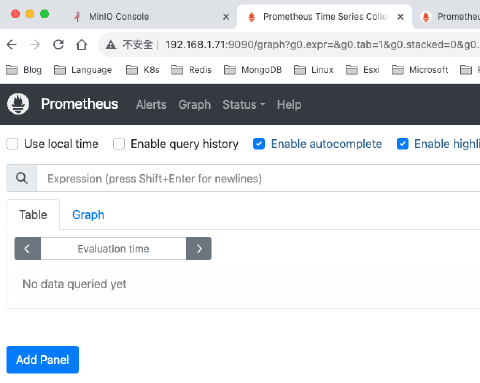 MinIO Console
Prometheus Time Series Colle
Prometheu
不安全 192.168.1.71:9090/graph?g0.expr=&g0.tab=1&g0.stacked=0&g0.
Blog Language K8s Redis MongoDB Linux Esxi Microsoft
Prometheus Alerts Graph Status Help
Use local time Enable query history Enable autocomplete Enable highli
Expression (press Shift+Enter for newlines)
Table Graph
Evaluation time
No data queried yet
Add Panel